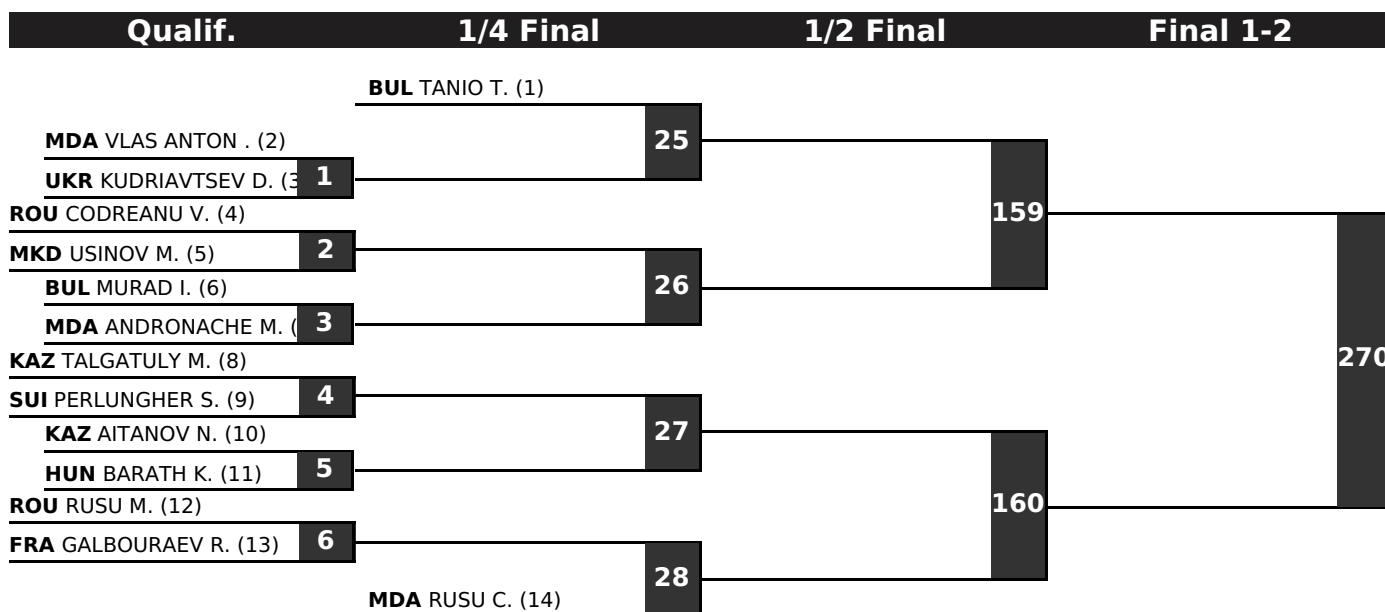 Qualif. 1/4 Final 1/2 Final Final 1-2
BUL TANIO T. (1)
25
MDA VLAS ANTON . (2)
UKR KUDRIAVTSEV D. (3
1
159
ROU CODREANU V. (4)
2
MKD USINOV M. (5)
26
BUL MURAD I. (6)
MDA ANDRONACHE M. (
3
270
KAZ TALGATULY M. (8)
4
SUI PERLUNGHER S. (9)
27
KAZ AITANOV N. (10)
5
HUN BARATH K. (11)
160
ROU RUSU M. (12)
6
FRA GALBOURAEV R. (13)
28
MDA RUSU C. (14)